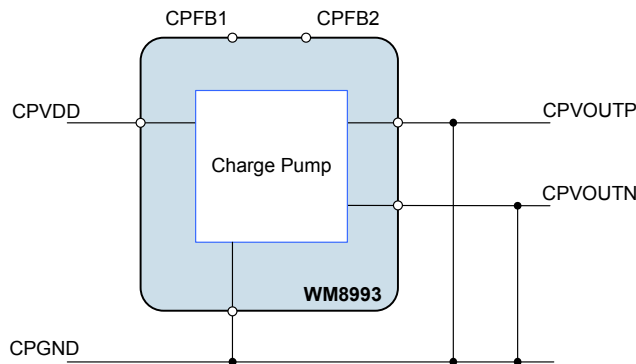 CPFB1
CPFB2
CPVDD
CPVOUTP
Charge Pump
CPVOUTN
WM8993
CPGND